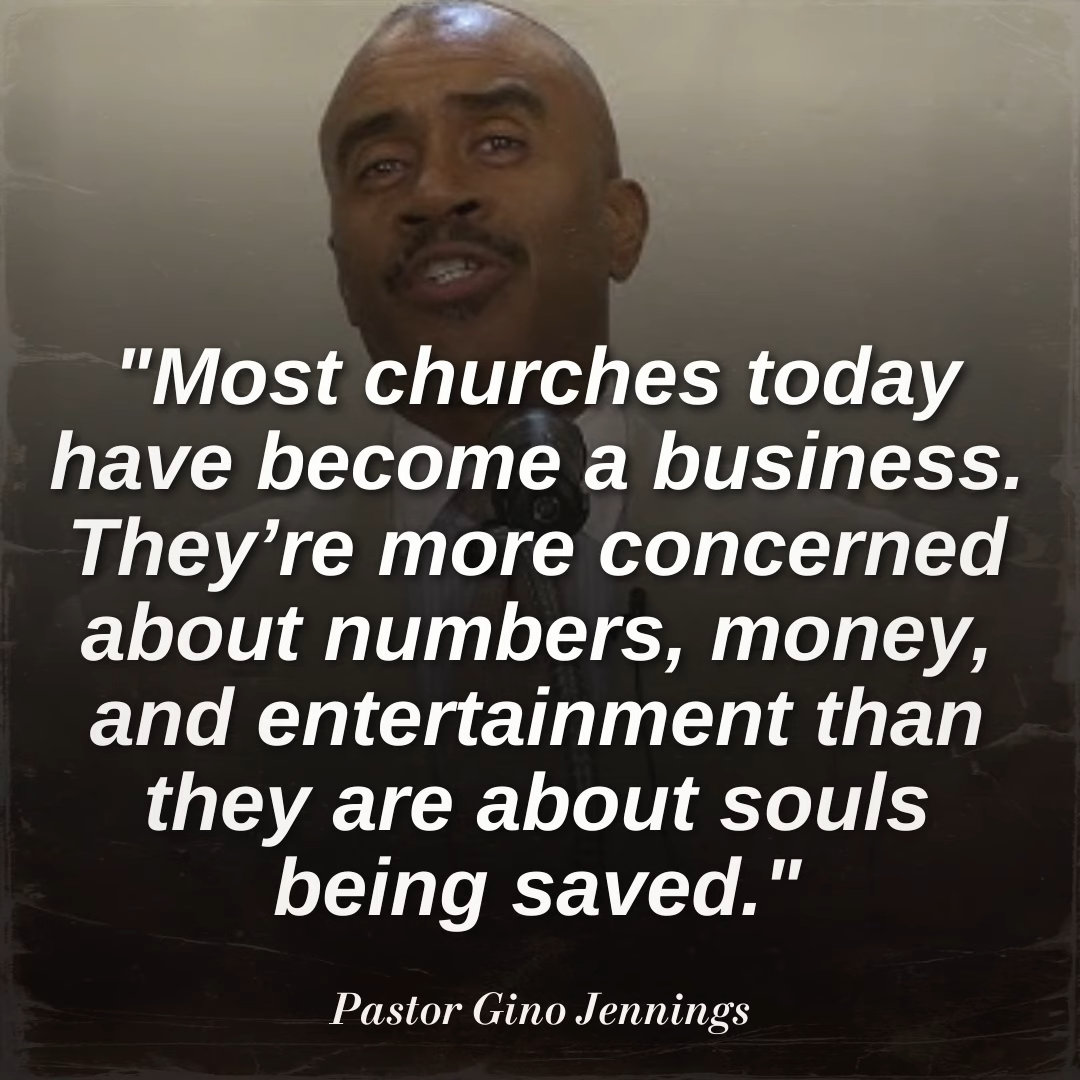 "Most churches today
have become a business.
They’re more concerned
about numbers, money,
and entertainment than
they are about souls
being saved."
Pastor Gino Jennings